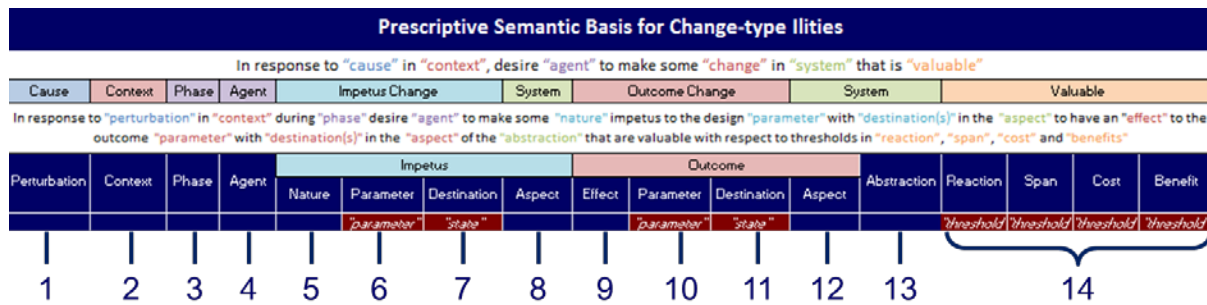 Prescriptive Semantic Basis for Change-type Ilities
In response to "cause" in "context", desire "agent" to make some "change" in "system" that is "valuable"
Cause Context Phase Agent Impetus Change System Outcome Change System Valuable
In response to "perturbation" in "context" during "phase" desire "agent" to make some "nature" impetus to the design "parameter" with "destination(s)" in the "aspect" to have an "effect" to the
outcome "parameter" with "destination(s)" in the "aspect" of the "abstraction" that are valuable with respect to thresholds in "reaction", "span", "cost" and "benefits"
Impetus Outcome
Perturbation Context Phase Agent Abstraction Reaction Span Cost Benefit
Nature Parameter Destination Aspect Effect Parameter Destination Aspect
"parameter" "state" "parameter" "state" "threshold "threshold "threshold "threshold
1 2 3 4 5 6 7 8 9 10 11 12 13 14